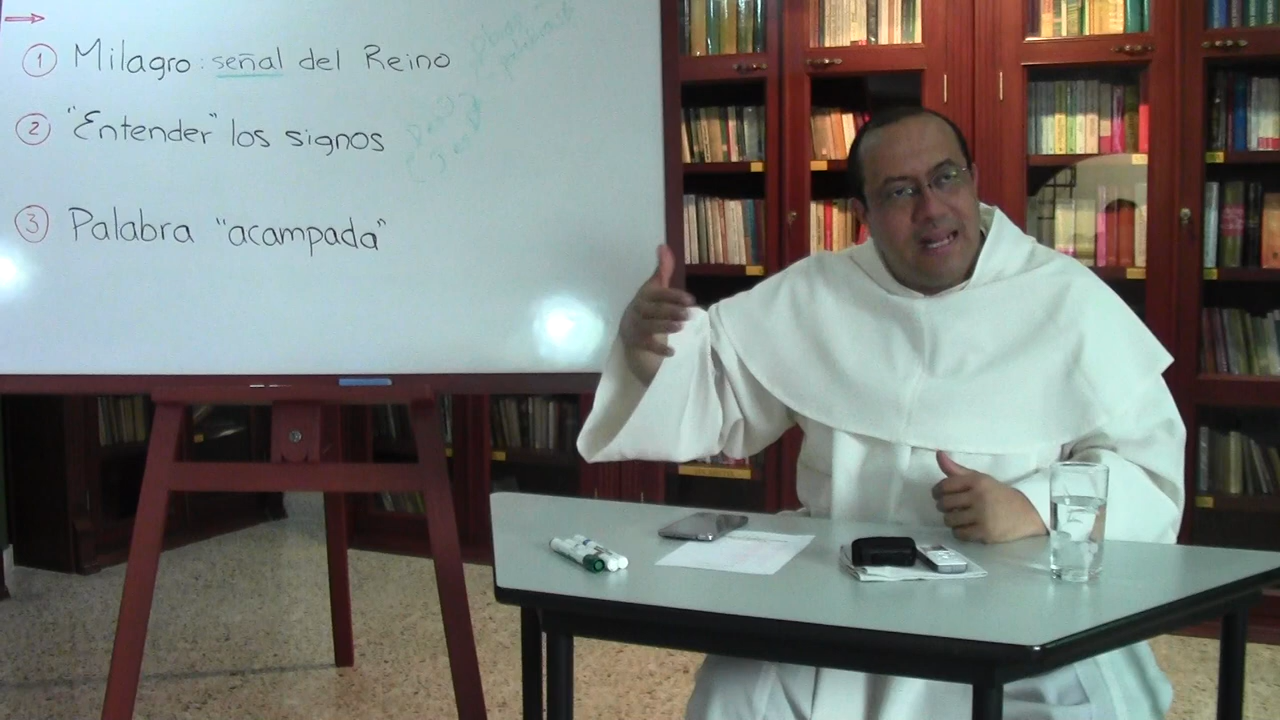 ① Milagro: señal del Reino
② "Entender" los signos
③ Palabra "acampada"